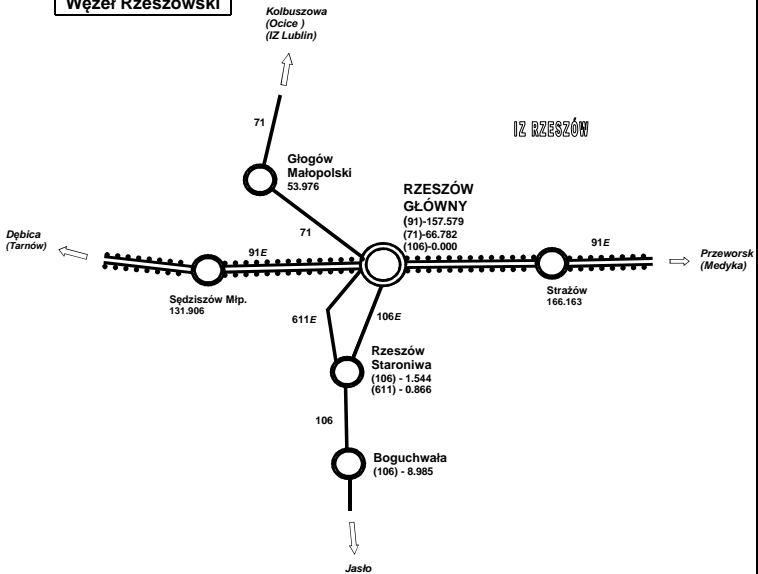 Węzeł Rzeszowski
Kolbuszowa
(Ocice )
(IZ Lublin)
71
IZ RZESZÓW
Głogów
Małopolski
53.976
RZESZÓW
GŁÓWNY
(91)-157.579
(71)-66.782
(106)-0.000
71
Dębica
(Tarnów)
91E
91E
Przeworsk
(Medyka)
Sędziszów Młp.
131.906
Strażów
166.163
611E
106E
Rzeszów
Staroniwa
(106) - 1.544
(611) - 0.866
106
Boguchwała
(106) - 8.985
Jasło